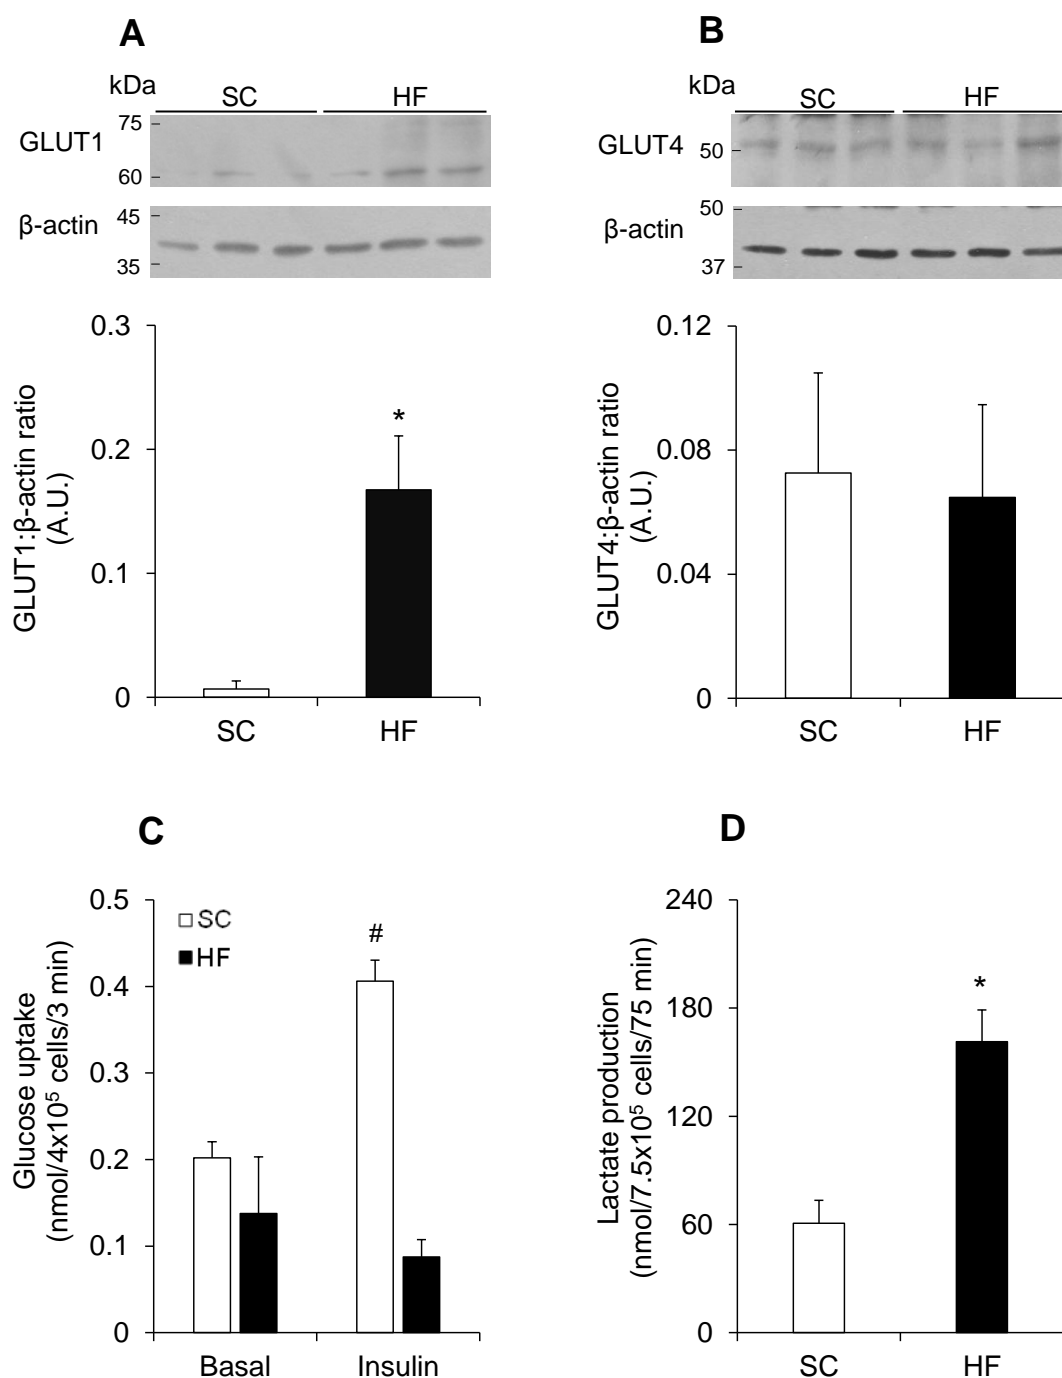 A
kDa
SC HF
75
GLUT1
60
45
β-actin
35
0.3
0.2
0.1
0
GLUT1:β-actin ratio
(A.U.)
*
SC HF
B
kDa
SC HF
GLUT4
50
50
β-actin
37
0.12
0.08
0.04
0
GLUT4:β-actin ratio
(A.U.)
SC HF
C
0.5
0.4
0.3
0.2
0.1
0
Glucose uptake
(nmol/4x10⁵ cells/3 min)
SC
HF
#
Basal Insulin
D
240
180
120
60
0
Lactate production
(nmol/7.5x10⁵ cells/75 min)
*
SC HF